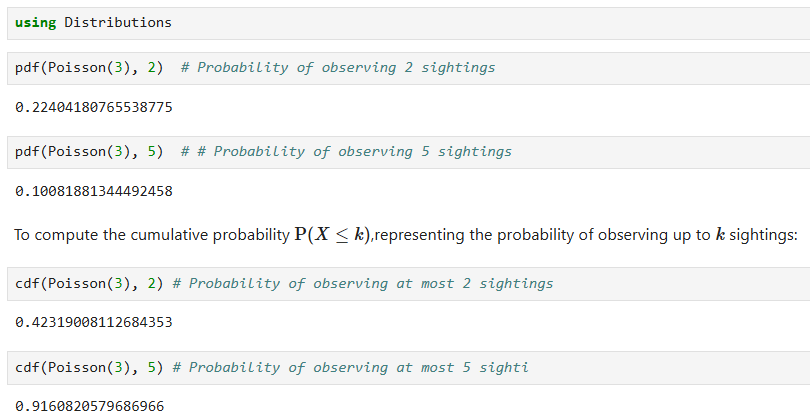 using Distributions
pdf(Poisson(3), 2)  # Probability of observing 2 sightings
0.22404180765538775
pdf(Poisson(3), 5)  # # Probability of observing 5 sightings
0.10081881344492458
To compute the cumulative probability P(X ≤ k),representing the probability of observing up to k sightings:
cdf(Poisson(3), 2) # Probability of observing at most 2 sightings
0.42319008112684353
cdf(Poisson(3), 5) # Probability of observing at most 5 sighti
0.9160820579686966